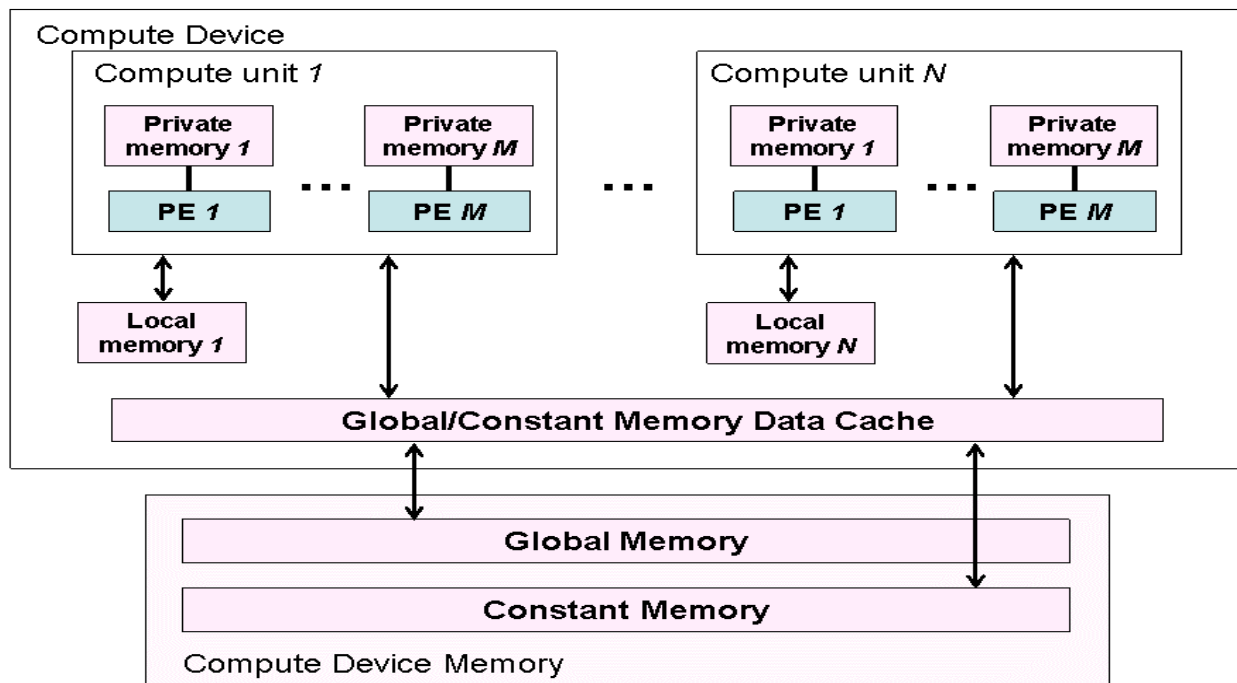 Compute Device
Compute unit 1
Compute unit N
Private
memory 1
Private
memory M
Private
memory 1
Private
memory M
...
...
...
PE 1
PE M
PE 1
PE M
Local
memory 1
Local
memory N
Global/Constant Memory Data Cache
Global Memory
Constant Memory
Compute Device Memory